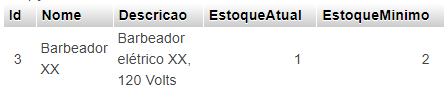 Id Nome Descricao EstoqueAtual EstoqueMinimo
3 Barbeador XX Barbeador elétrico XX, 120 Volts 1 2